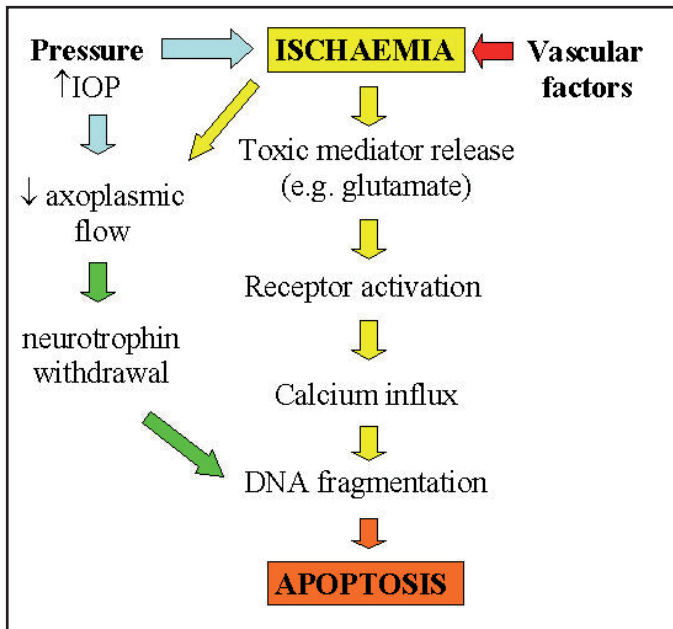 Pressure
↑IOP
ISCHAEMIA
Vascular
factors
Toxic mediator release
(e.g. glutamate)
↓ axoplasmic
flow
Receptor activation
neurotrophin
withdrawal
Calcium influx
DNA fragmentation
APOPTOSIS